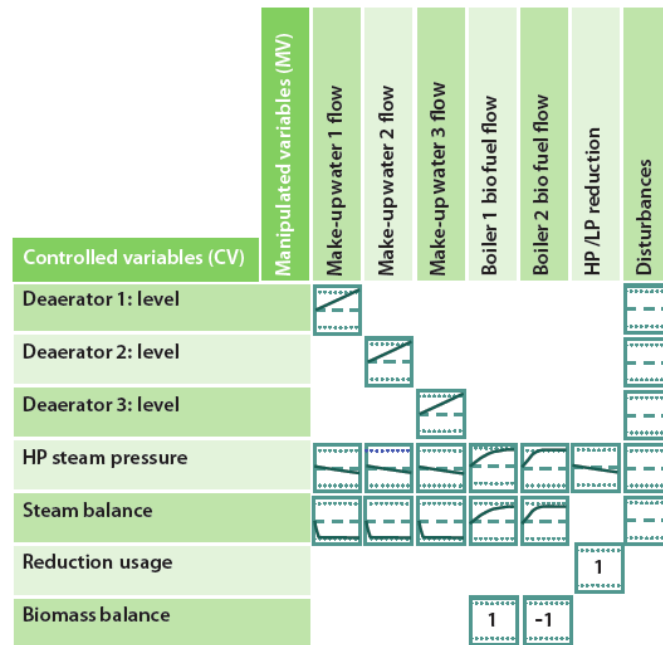 Manipulated variables (MV)
Make-up water 1 flow
Make-up water 2 flow
Make-up water 3 flow
Boiler 1 bio fuel flow
Boiler 2 bio fuel flow
HP /LP reduction
Disturbances
Controlled variables (CV)
Deaerator 1: level
Deaerator 2: level
Deaerator 3: level
HP steam pressure
Steam balance
Reduction usage
1
Biomass balance
1
-1